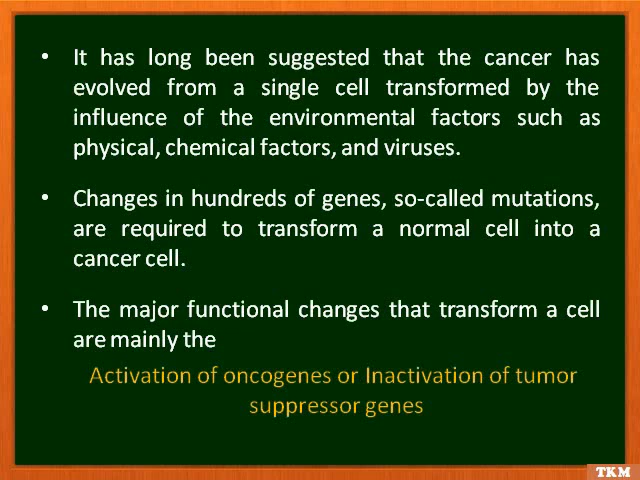 • It has long been suggested that the cancer has
evolved from a single cell transformed by the
influence of the environmental factors such as
physical, chemical factors, and viruses.
• Changes in hundreds of genes, so-called mutations,
are required to transform a normal cell into a
cancer cell.
• The major functional changes that transform a cell
are mainly the
Activation of oncogenes or Inactivation of tumor
suppressor genes
TKM